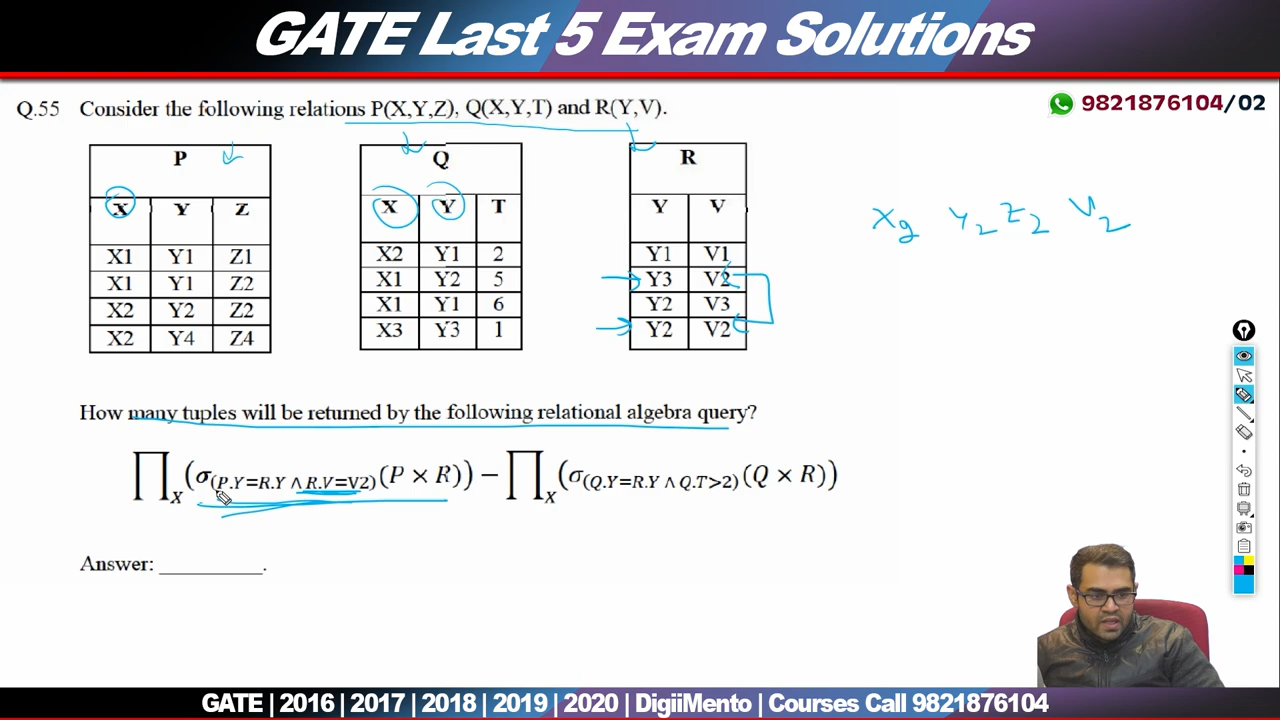 GATE Last 5 Exam Solutions
Q.55 Consider the following relations P(X,Y,Z), Q(X,Y,T) and R(Y,V).
9821876104/02
P
X Y Z
X1 Y1 Z1
X1 Y1 Z2
X2 Y2 Z2
X2 Y4 Z4
Q
X Y T
X2 Y1 2
X1 Y2 5
X1 Y1 6
X3 Y3 1
R
Y V
Y1 V1
Y3 V2
Y2 V3
Y2 V2
Y2 Z2 V2
How many tuples will be returned by the following relational algebra query?
∏X(σ(P.Y=R.Y ∧ R.V=V2)(P × R)) − ∏X(σ(Q.Y=R.Y ∧ Q.T>2)(Q × R))
Answer: __________.
GATE | 2016 | 2017 | 2018 | 2019 | 2020 | DigiiMento | Courses Call 9821876104